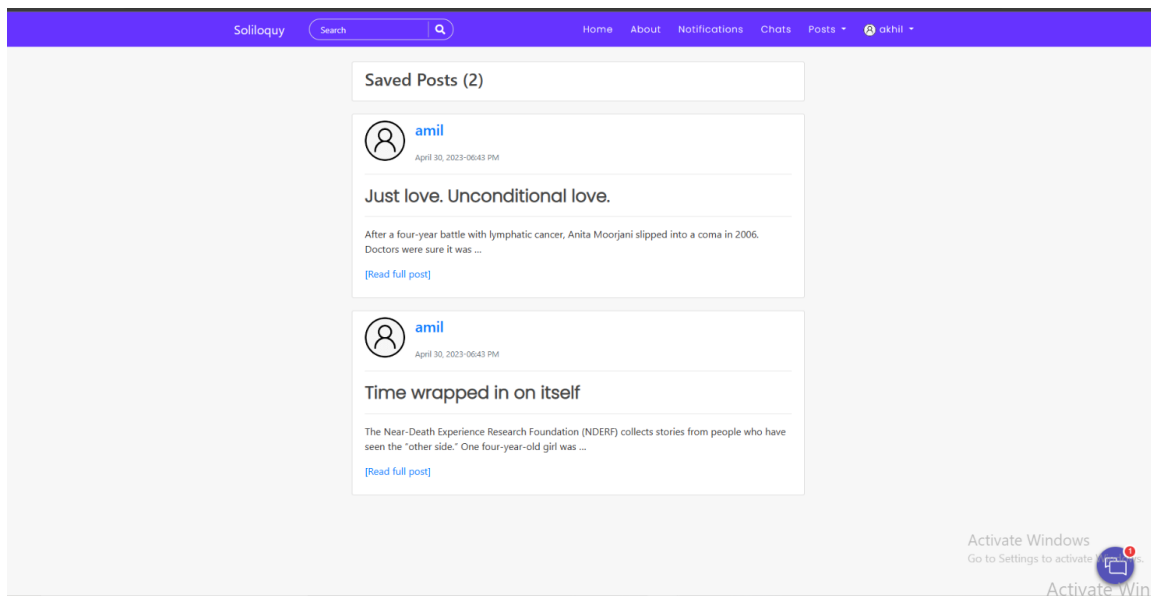 Soliloquy
Search
Home About Notifications Chats Posts akhil
Saved Posts (2)
amil
April 30, 2023-06:43 PM
Just love. Unconditional love.
After a four-year battle with lymphatic cancer, Anita Moorjani slipped into a coma in 2006.
Doctors were sure it was ...
[Read full post]
amil
April 30, 2023-06:43 PM
Time wrapped in on itself
The Near-Death Experience Research Foundation (NDERF) collects stories from people who have
seen the "other side." One four-year-old girl was ...
[Read full post]
Activate Windows
Go to Settings to activate
1
Activate Win